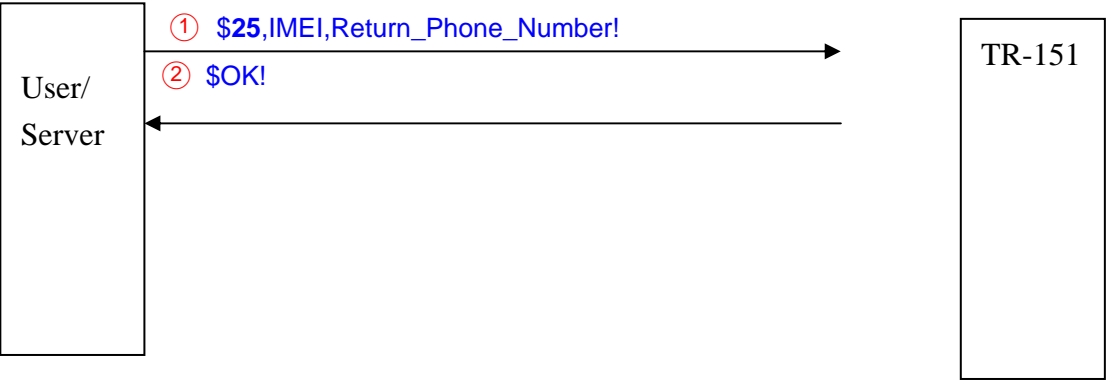 ① $25,IMEI,Return_Phone_Number!
② $OK!
User/
Server
TR-151